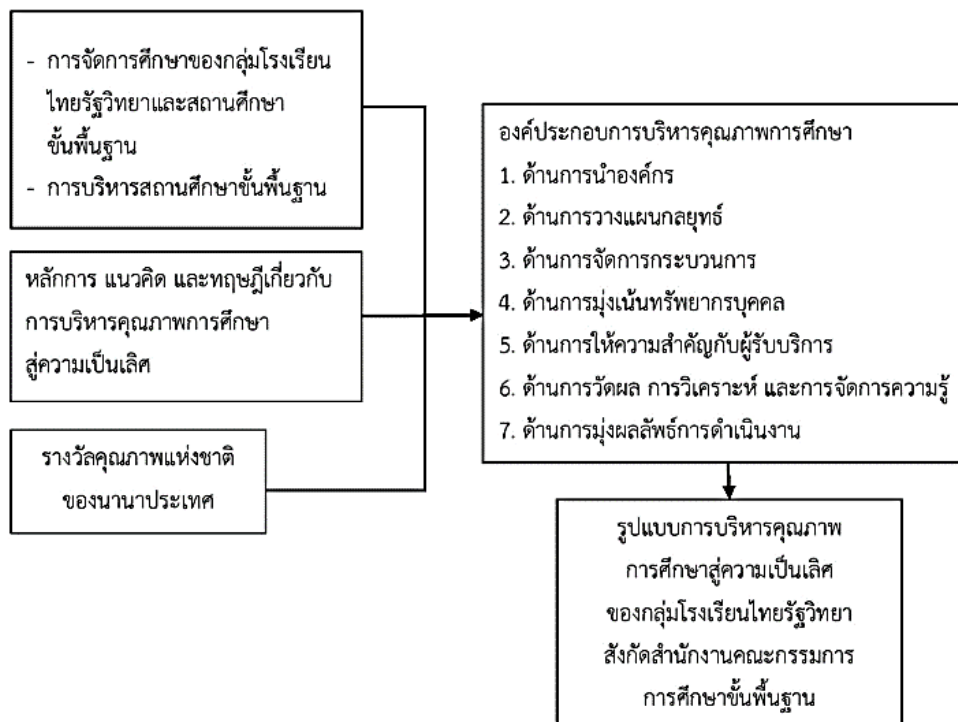 - การจัดการศึกษาของกลุ่มโรงเรียน
ไทยรัฐวิทยาและสถานศึกษา
ขั้นพื้นฐาน
- การบริหารสถานศึกษาขั้นพื้นฐาน
หลักการ แนวคิด และทฤษฎีเกี่ยวกับ
การบริหารคุณภาพการศึกษา
สู่ความเป็นเลิศ
รางวัลคุณภาพแห่งชาติ
ของนานาประเทศ
องค์ประกอบการบริหารคุณภาพการศึกษา
1. ด้านการนำองค์กร
2. ด้านการวางแผนกลยุทธ์
3. ด้านการจัดการกระบวนการ
4. ด้านการมุ่งเน้นทรัพยากรบุคคล
5. ด้านการให้ความสำคัญกับผู้รับบริการ
6. ด้านการวัดผล การวิเคราะห์ และการจัดการความรู้
7. ด้านการมุ่งผลลัพธ์การดำเนินงาน
รูปแบบการบริหารคุณภาพ
การศึกษาสู่ความเป็นเลิศ
ของกลุ่มโรงเรียนไทยรัฐวิทยา
สังกัดสำนักงานคณะกรรมการ
การศึกษาขั้นพื้นฐาน